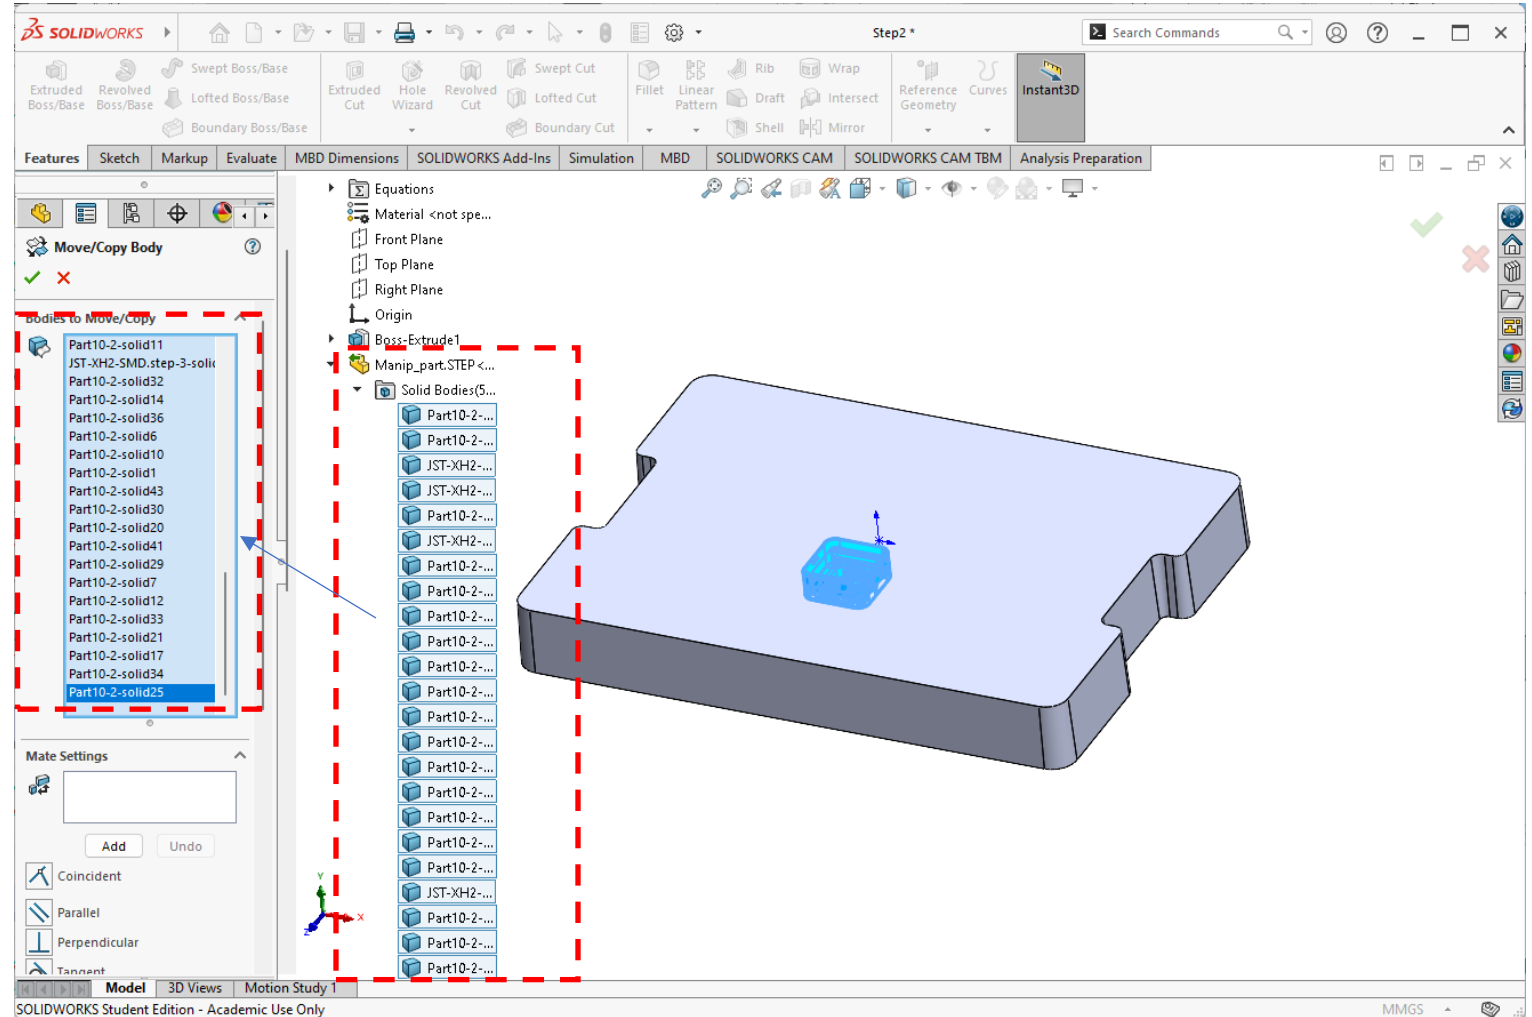 SOLIDWORKS
Step2 *
Search Commands
Extruded Boss/Base
Revolved Boss/Base
Swept Boss/Base
Lofted Boss/Base
Boundary Boss/Base
Extruded Cut
Hole Wizard
Revolved Cut
Swept Cut
Lofted Cut
Boundary Cut
Fillet
Linear Pattern
Rib
Draft
Shell
Wrap
Intersect
Mirror
Reference Geometry
Curves
Instant3D
Features Sketch Markup Evaluate MBD Dimensions SOLIDWORKS Add-Ins Simulation MBD SOLIDWORKS CAM SOLIDWORKS CAM TBM Analysis Preparation
Move/Copy Body
Bodies to Move/Copy
Part10-2-solid11
JST-XH2-SMD.step-3-solid
Part10-2-solid32
Part10-2-solid14
Part10-2-solid36
Part10-2-solid6
Part10-2-solid10
Part10-2-solid1
Part10-2-solid43
Part10-2-solid30
Part10-2-solid20
Part10-2-solid41
Part10-2-solid29
Part10-2-solid7
Part10-2-solid12
Part10-2-solid33
Part10-2-solid21
Part10-2-solid17
Part10-2-solid34
Part10-2-solid25
Mate Settings
Add Undo
Coincident
Parallel
Perpendicular
Tangent
Equations
Material <not spe...
Front Plane
Top Plane
Right Plane
Origin
Boss-Extrude1
Manip_part.STEP<...
Solid Bodies(5...
Part10-2-...
Part10-2-...
JST-XH2-...
JST-XH2-...
Part10-2-...
JST-XH2-...
Part10-2-...
Part10-2-...
Part10-2-...
Part10-2-...
Part10-2-...
Part10-2-...
Part10-2-...
Part10-2-...
Part10-2-...
Part10-2-...
Part10-2-...
Part10-2-...
Part10-2-...
JST-XH2-...
Part10-2-...
Part10-2-...
Part10-2-...
Y
X
Z
Model 3D Views Motion Study 1
SOLIDWORKS Student Edition - Academic Use Only
MMGS